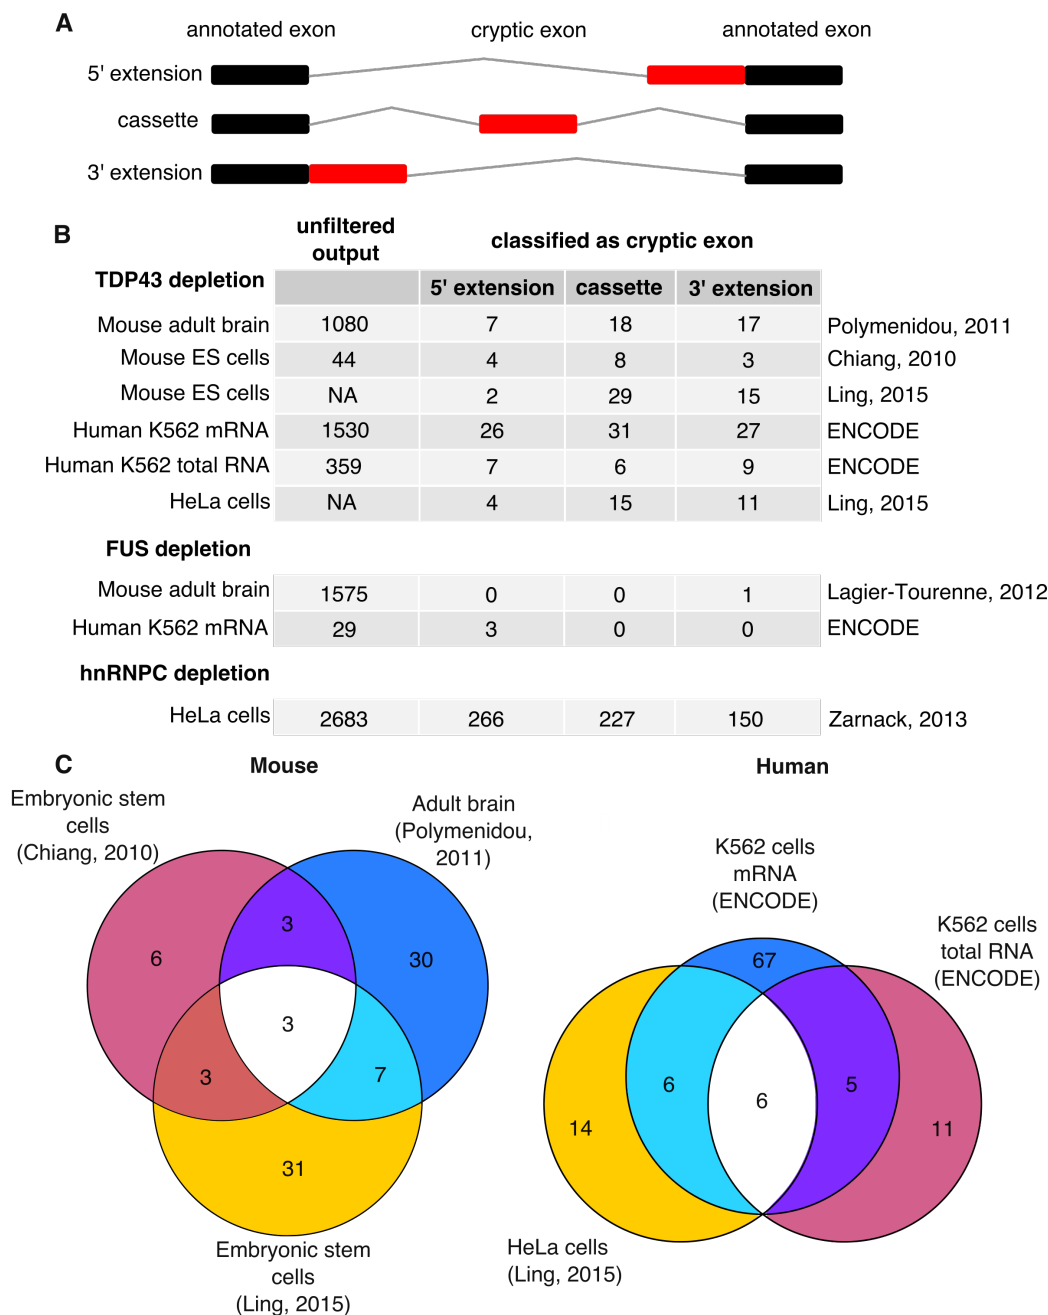 A
annotated exon cryptic exon annotated exon
5' extension
cassette
3' extension
B
unfiltered output classified as cryptic exon
TDP43 depletion
5' extension cassette 3' extension
Mouse adult brain 1080 7 18 17 Polymenidou, 2011
Mouse ES cells 44 4 8 3 Chiang, 2010
Mouse ES cells NA 2 29 15 Ling, 2015
Human K562 mRNA 1530 26 31 27 ENCODE
Human K562 total RNA 359 7 6 9 ENCODE
HeLa cells NA 4 15 11 Ling, 2015
FUS depletion
Mouse adult brain 1575 0 0 1 Lagier-Tourenne, 2012
Human K562 mRNA 29 3 0 0 ENCODE
hnRNPC depletion
HeLa cells 2683 266 227 150 Zarnack, 2013
C
Mouse
Embryonic stem
cells
(Chiang, 2010)
Adult brain
(Polymenidou,
2011)
3
6
30
3
3
7
31
Embryonic stem
cells
(Ling, 2015)
Human
K562 cells
mRNA
(ENCODE)
K562 cells
total RNA
(ENCODE)
67
6
5
6
14
11
HeLa cells
(Ling, 2015)